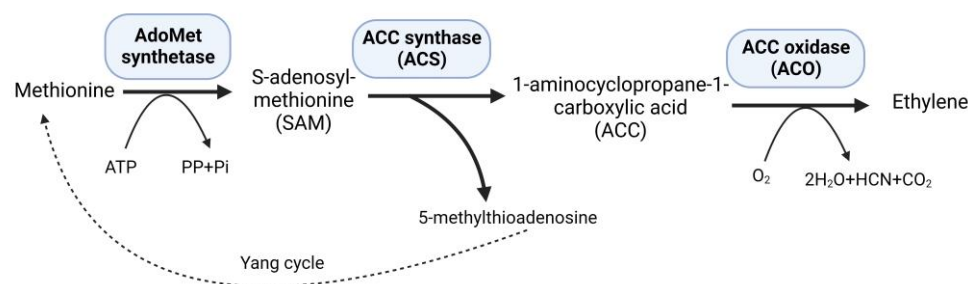 AdoMet
synthetase
ACC synthase
(ACS)
ACC oxidase
(ACO)
Methionine
S-adenosyl-
methionine
(SAM)
1-aminocyclopropane-1-
carboxylic acid
(ACC)
Ethylene
ATP
PP+Pi
O₂
2H₂O+HCN+CO₂
5-methylthioadenosine
Yang cycle